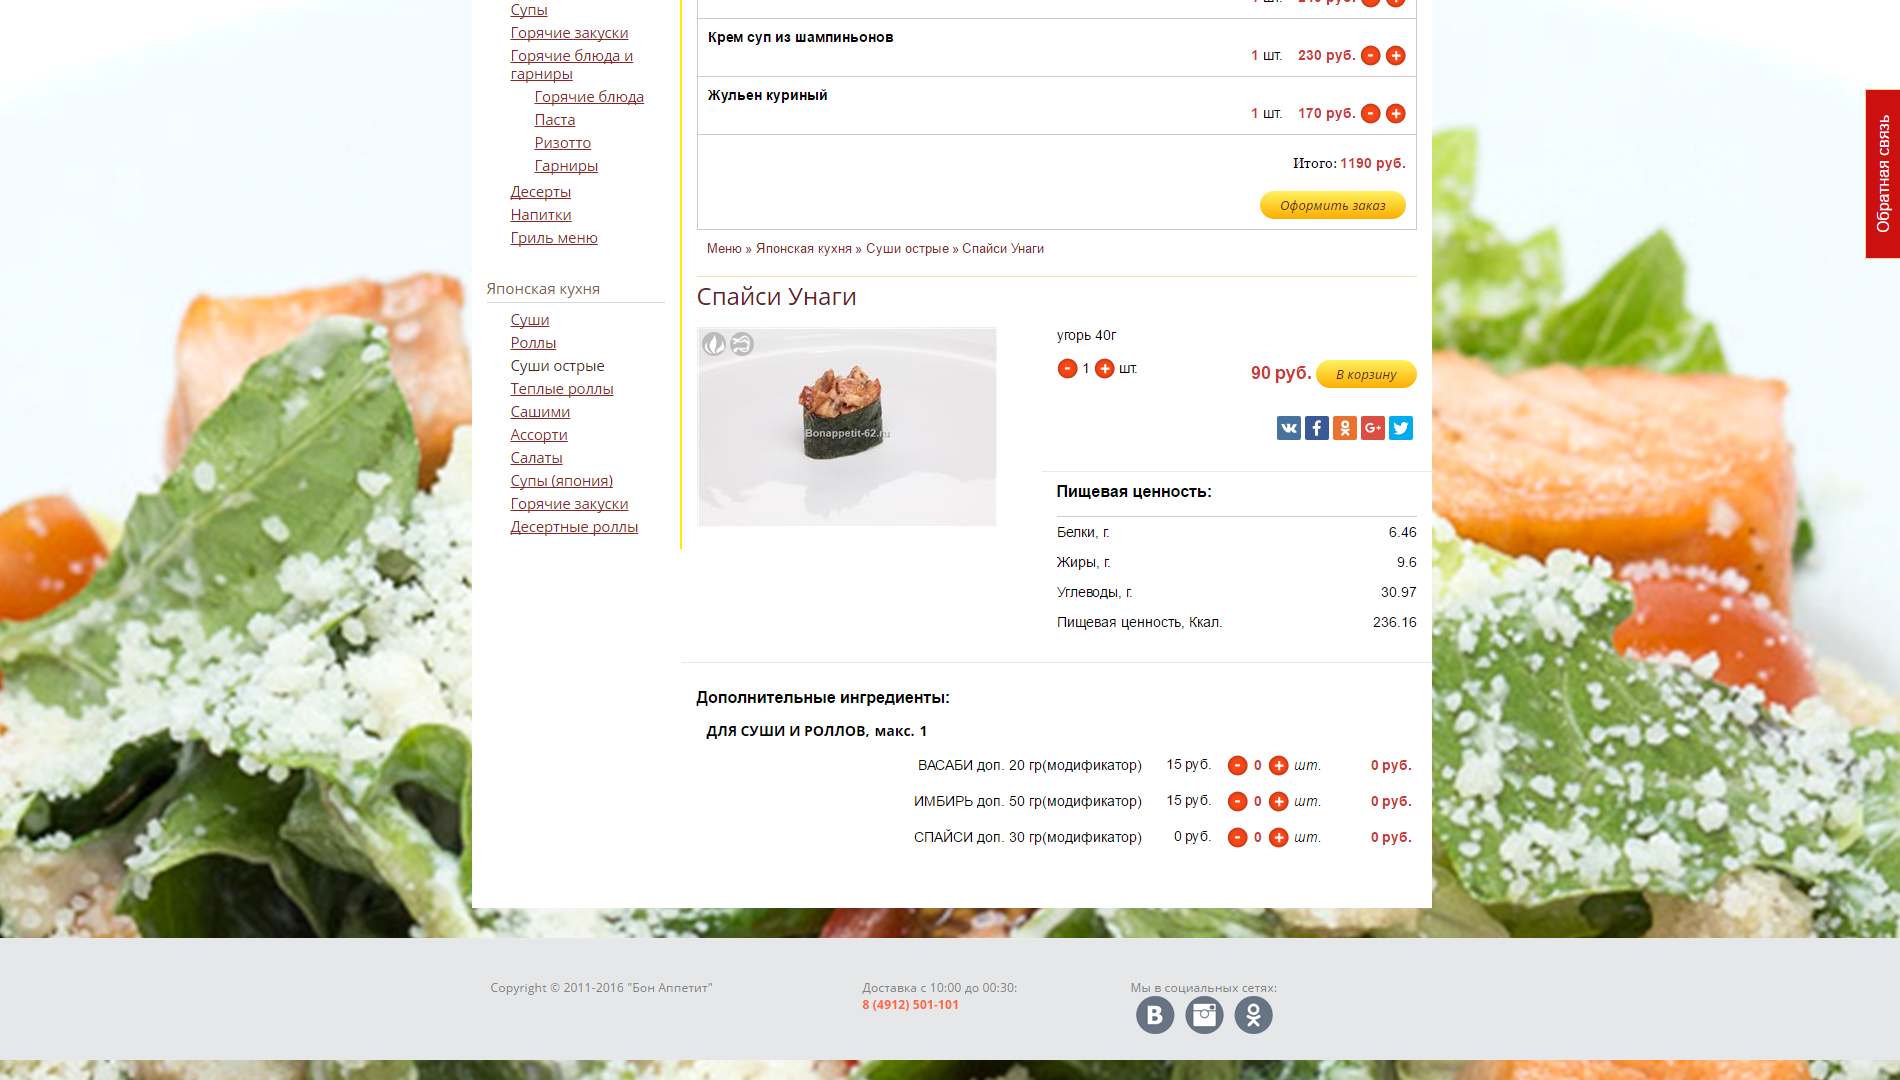 Супы
Горячие закуски
Горячие блюда и
гарниры
Горячие блюда
Паста
Ризотто
Гарниры
Десерты
Напитки
Гриль меню
Японская кухня
Суши
Роллы
Суши острые
Теплые роллы
Сашими
Ассорти
Салаты
Супы (япония)
Горячие закуски
Десертные роллы
Крем суп из шампиньонов
1 шт. 230 руб. - +
Жульен куриный
1 шт. 170 руб. - +
Итого: 1190 руб.
Оформить заказ
Меню » Японская кухня » Суши острые » Спайси Унаги
Спайси Унаги
Bonappetit-62.ru
угорь 40г
- 1 + шт. 90 руб. В корзину
Пищевая ценность:
Белки, г. 6.46
Жиры, г. 9.6
Углеводы, г. 30.97
Пищевая ценность, Ккал. 236.16
Дополнительные ингредиенты:
ДЛЯ СУШИ И РОЛЛОВ, макс. 1
ВАСАБИ доп. 20 гр(модификатор) 15 руб. - 0 + шт. 0 руб.
ИМБИРЬ доп. 50 гр(модификатор) 15 руб. - 0 + шт. 0 руб.
СПАЙСИ доп. 30 гр(модификатор) 0 руб. - 0 + шт. 0 руб.
Обратная связь
Copyright © 2011-2016 "Бон Аппетит"
Доставка с 10:00 до 00:30:
8 (4912) 501-101
Мы в социальных сетях: